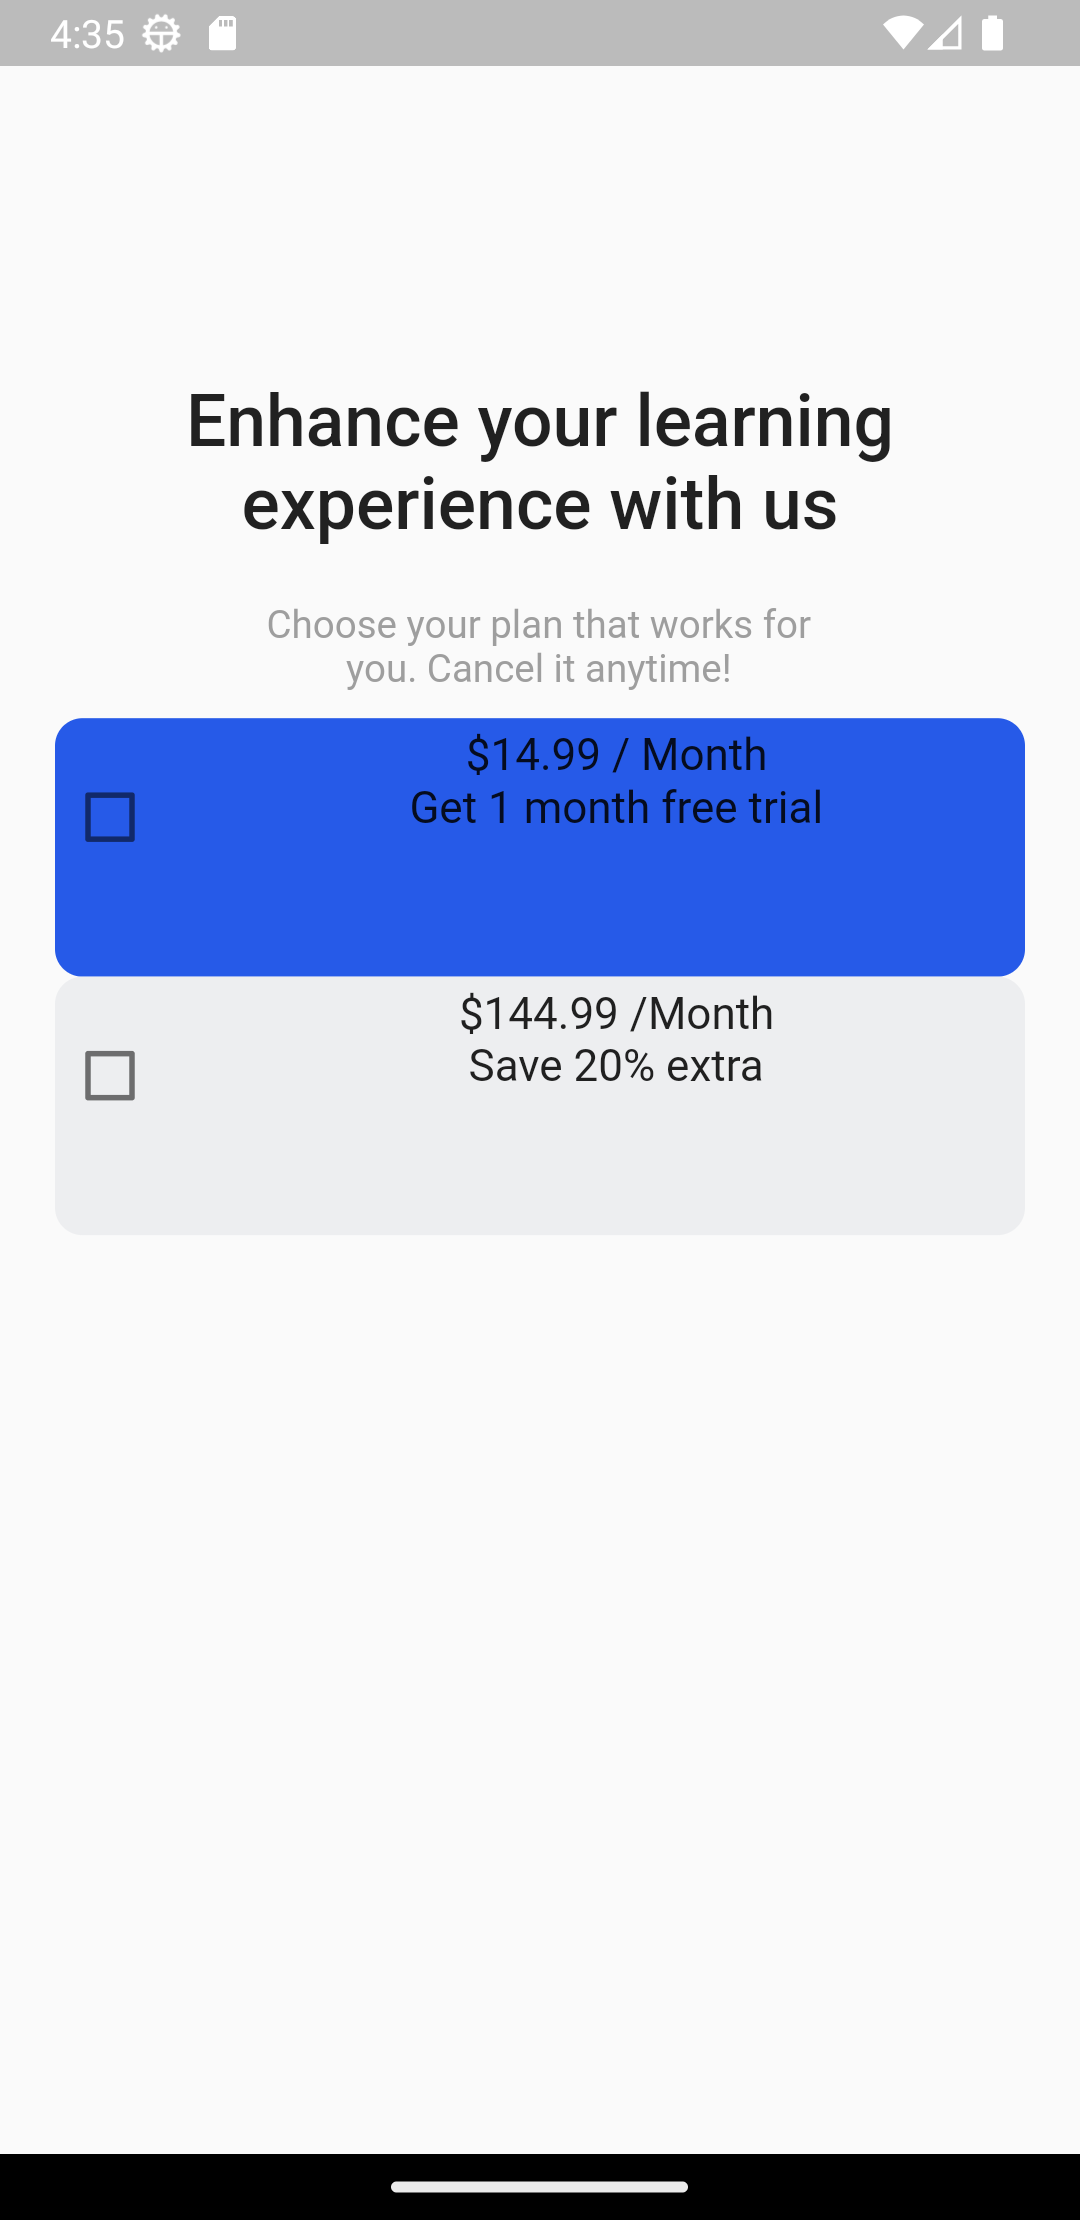 4:35
Enhance your learning
experience with us
Choose your plan that works for
you. Cancel it anytime!
$14.99 / Month
Get 1 month free trial
$144.99 /Month
Save 20% extra